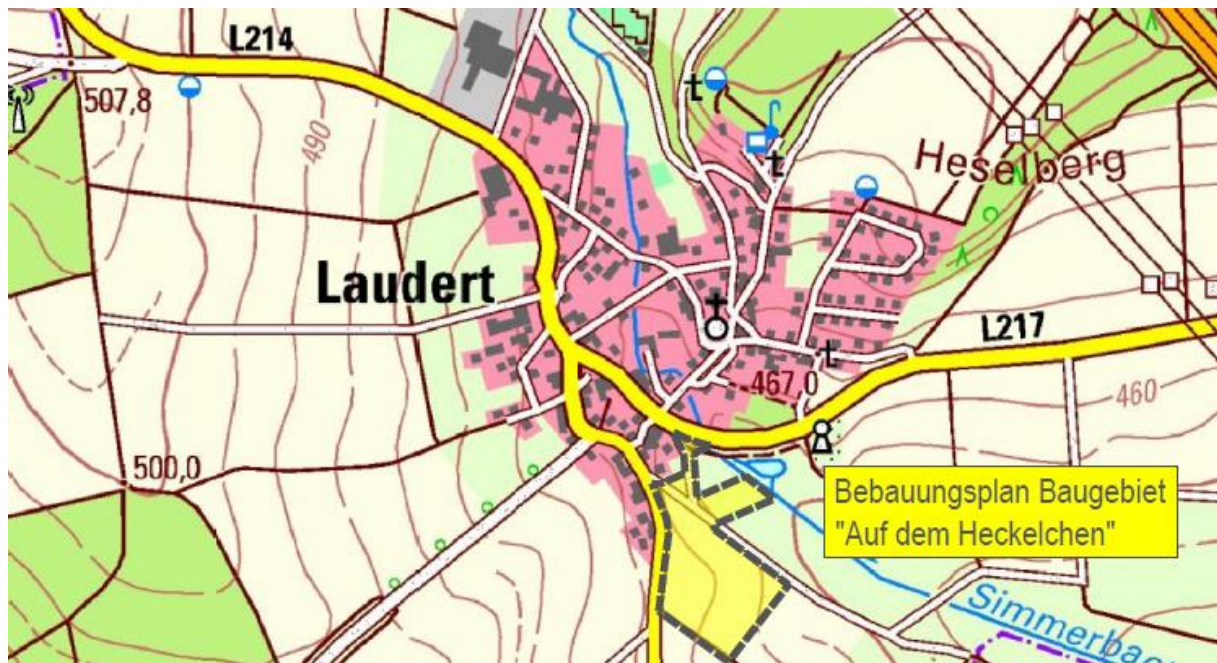 L214
507,8
490
Heselberg
Laudert
L217
467,0
460
500,0
Bebauungsplan Baugebiet
"Auf dem Heckelchen"
Simmerbach